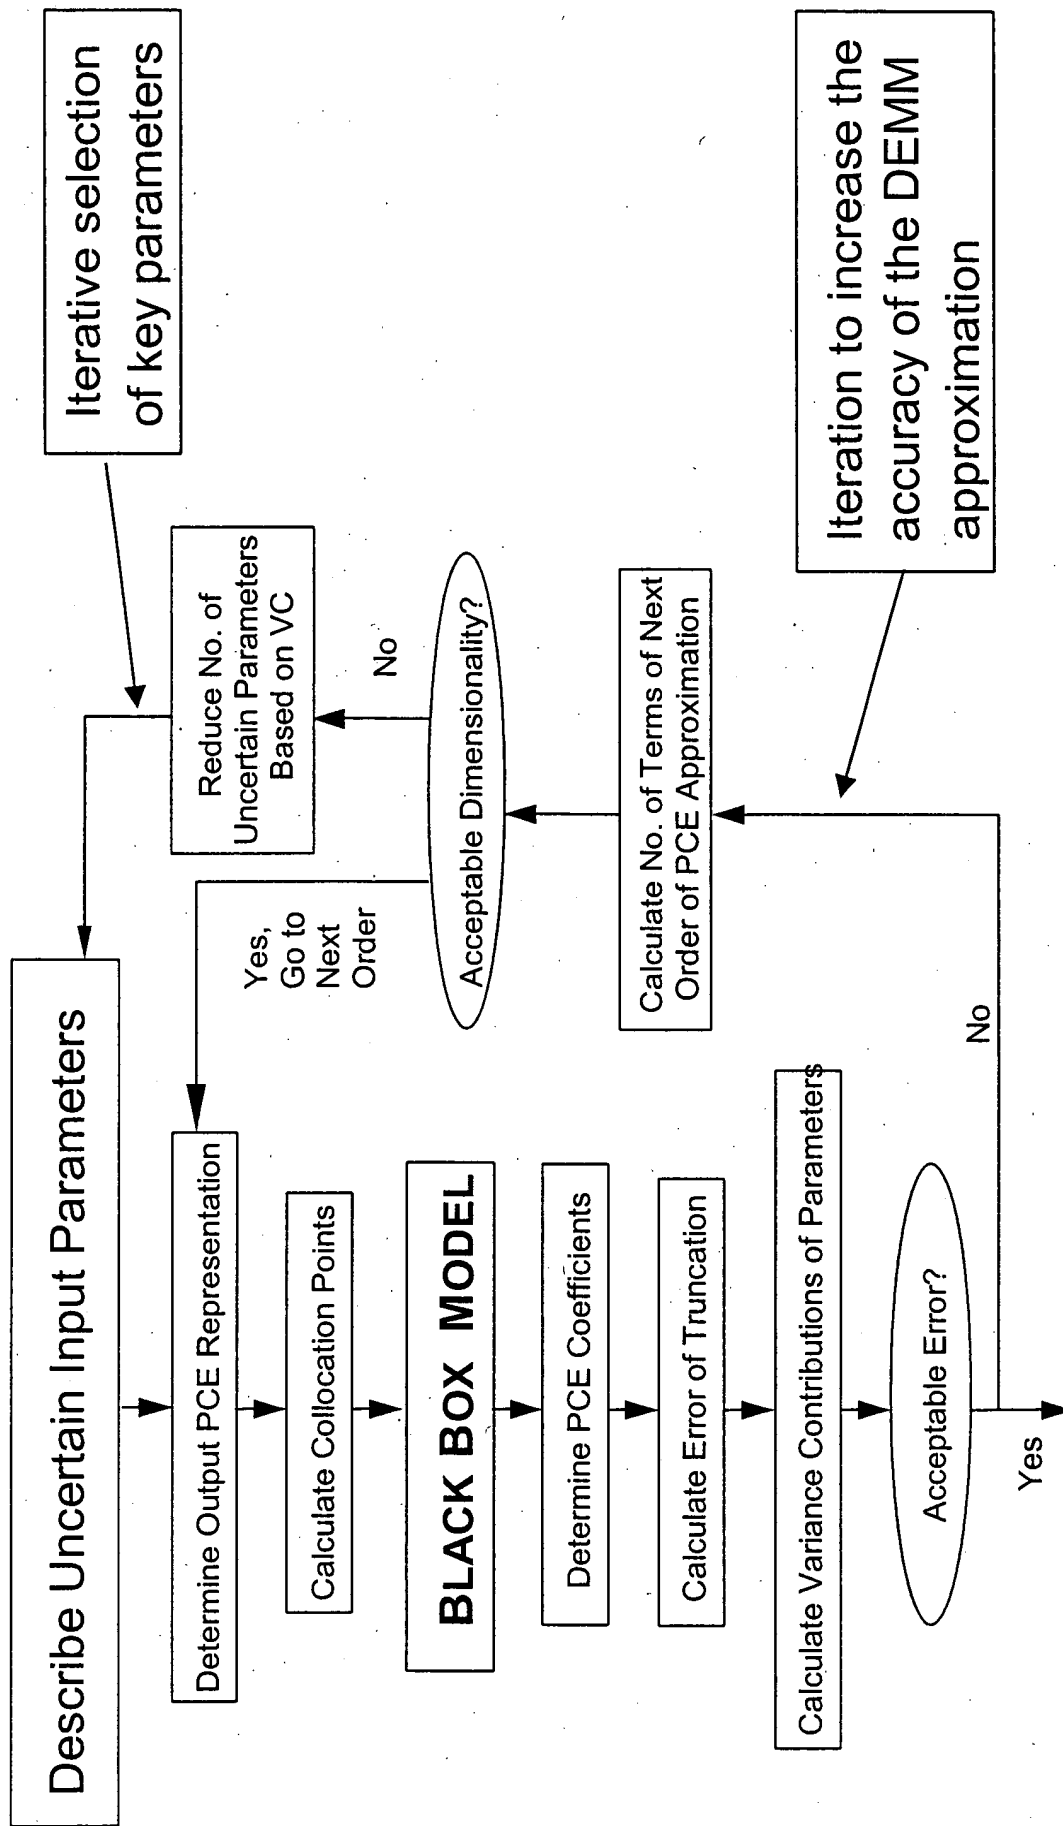 Describe Uncertain Input Parameters
Determine Output PCE Representation
Calculate Collocation Points
BLACK BOX MODEL
Determine PCE Coefficients
Calculate Error of Truncation
Calculate Variance Contributions of Parameters
Acceptable Error?
Yes
No
Calculate No. of Terms of Next
Order of PCE Approximation
Acceptable Dimensionality?
Yes,
Go to
Next
Order
No
Reduce No. of
Uncertain Parameters
Based on VC
Iterative selection
of key parameters
Iteration to increase the
accuracy of the DEMM
approximation